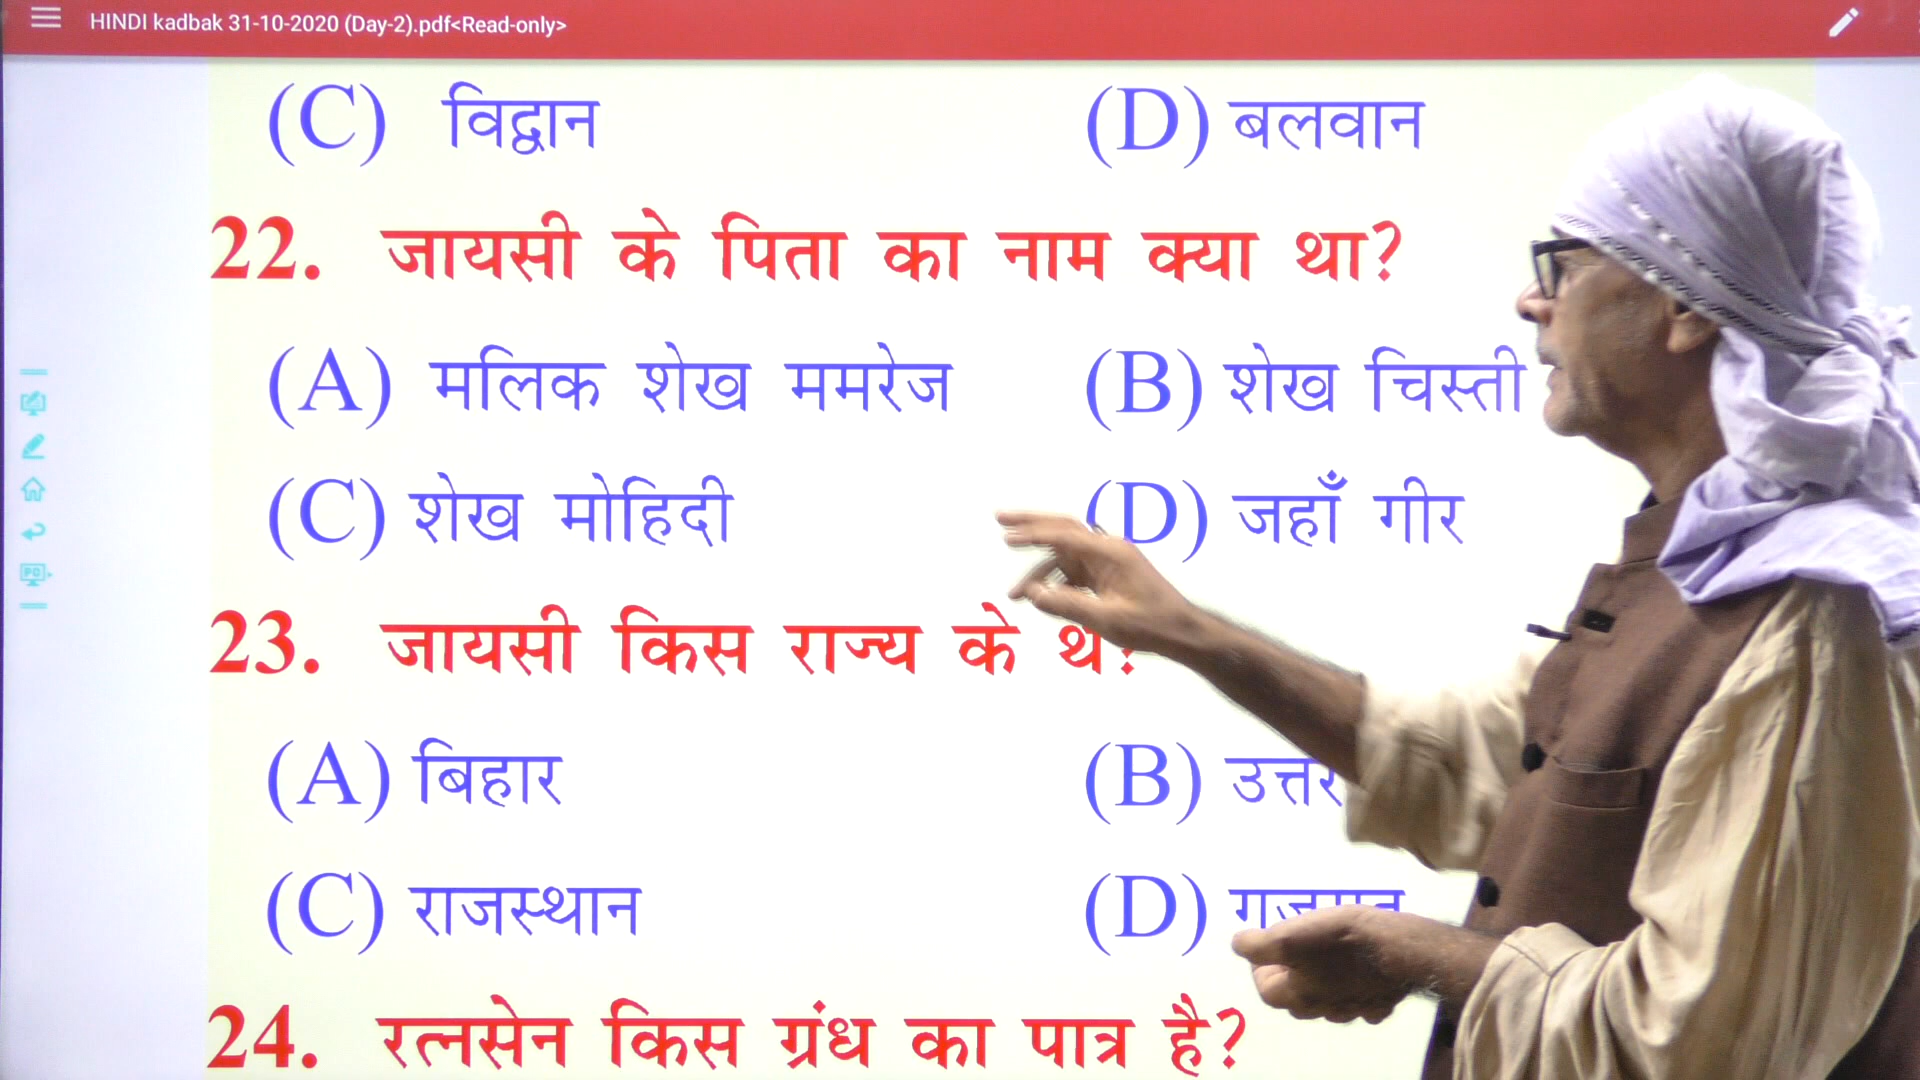 HINDI kadbak 31-10-2020 (Day-2).pdf<Read-only>
(C) विद्वान (D) बलवान
22. जायसी के पिता का नाम क्या था?
(A) मलिक शेख ममरेज (B) शेख चिस्ती
(C) शेख मोहिदी (D) जहाँ गीर
23. जायसी किस राज्य के
(A) बिहार (B)
(C) राजस्थान (D)
24. रत्नसेन किस ग्रंध का पात्र है?